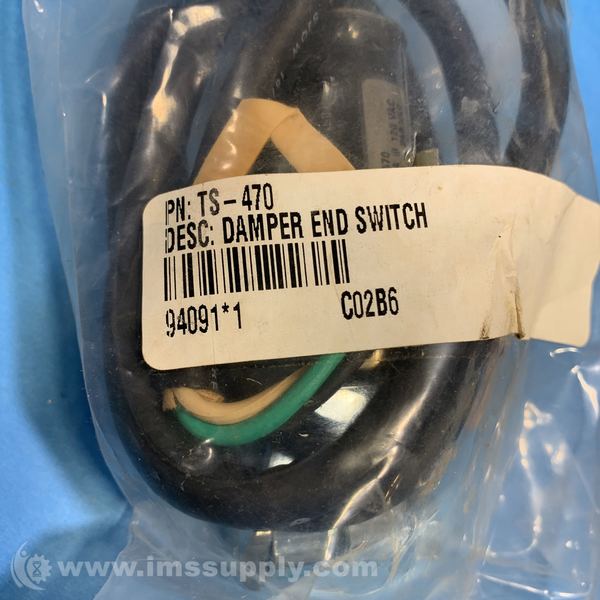 PN: TS-470
DESC: DAMPER END SWITCH
94091*1 C02B6
www.imssupply.com